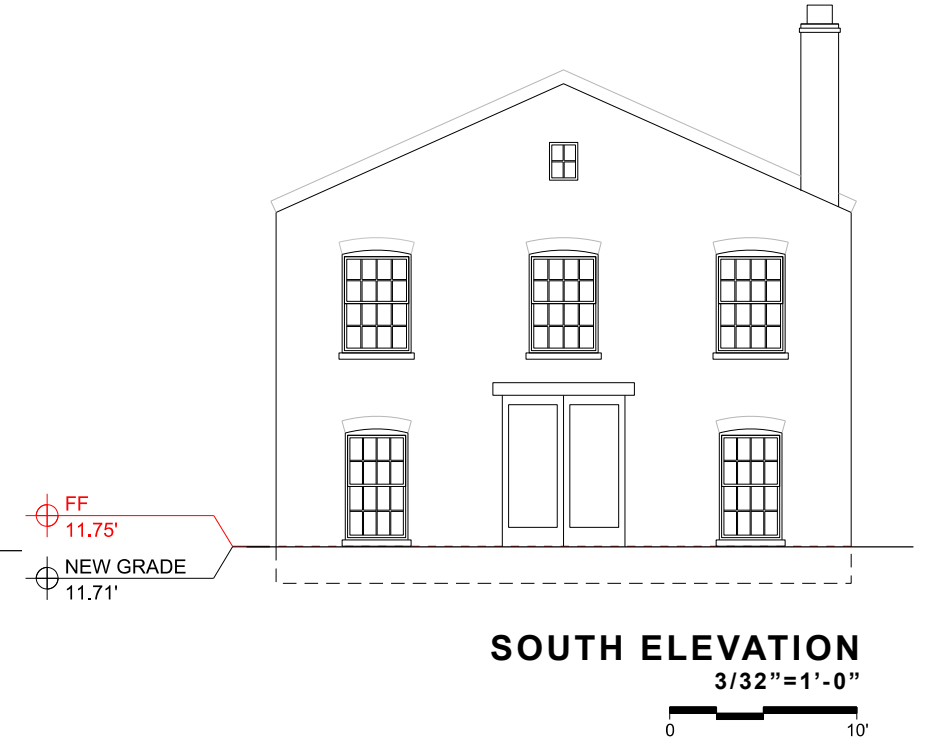 FF
11.75'
NEW GRADE
11.71'
SOUTH ELEVATION
3/32”=1’-0”
0 10'